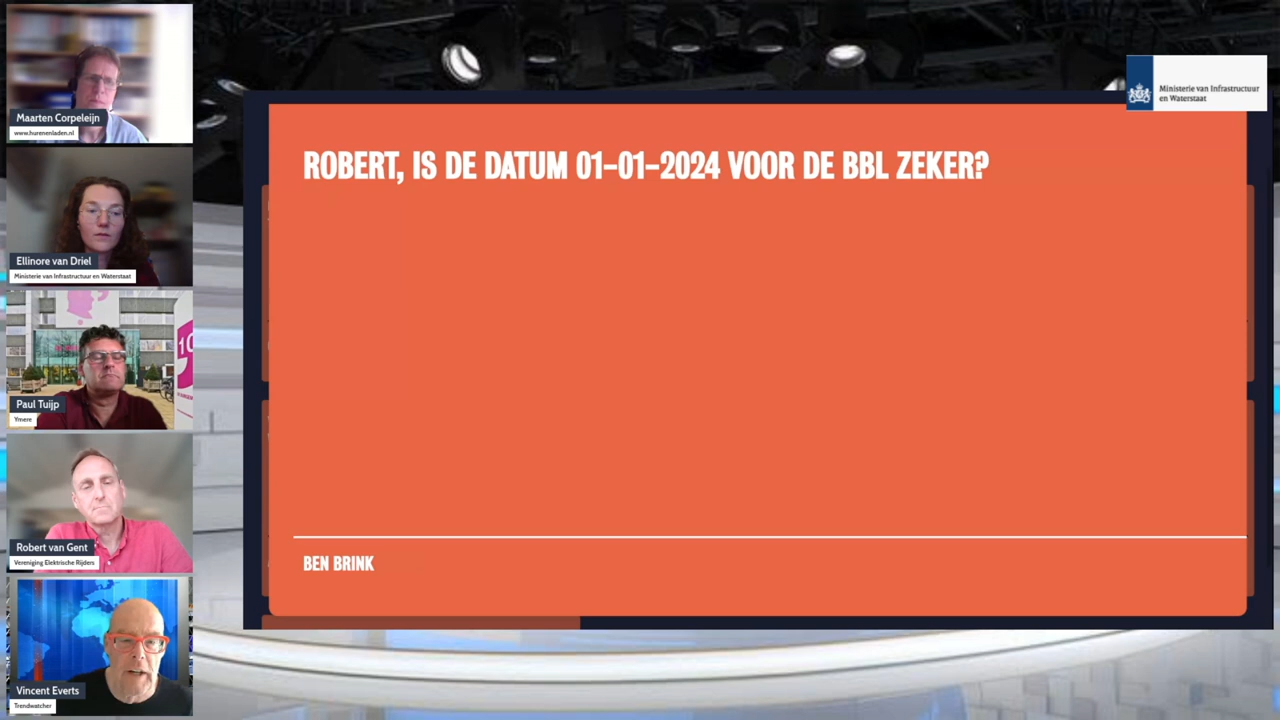 Maarten Corpeleijn
www.hurenenladen.nl
Ellinore van Driel
Ministerie van Infrastructuur en Waterstaat
Paul Tuijp
Ymere
10
Robert van Gent
Vereniging Elektrische Rijders
Vincent Everts
Trendwatcher
Ministerie van Infrastructuur
en Waterstaat
ROBERT, IS DE DATUM 01-01-2024 VOOR DE BBL ZEKER?
BEN BRINK